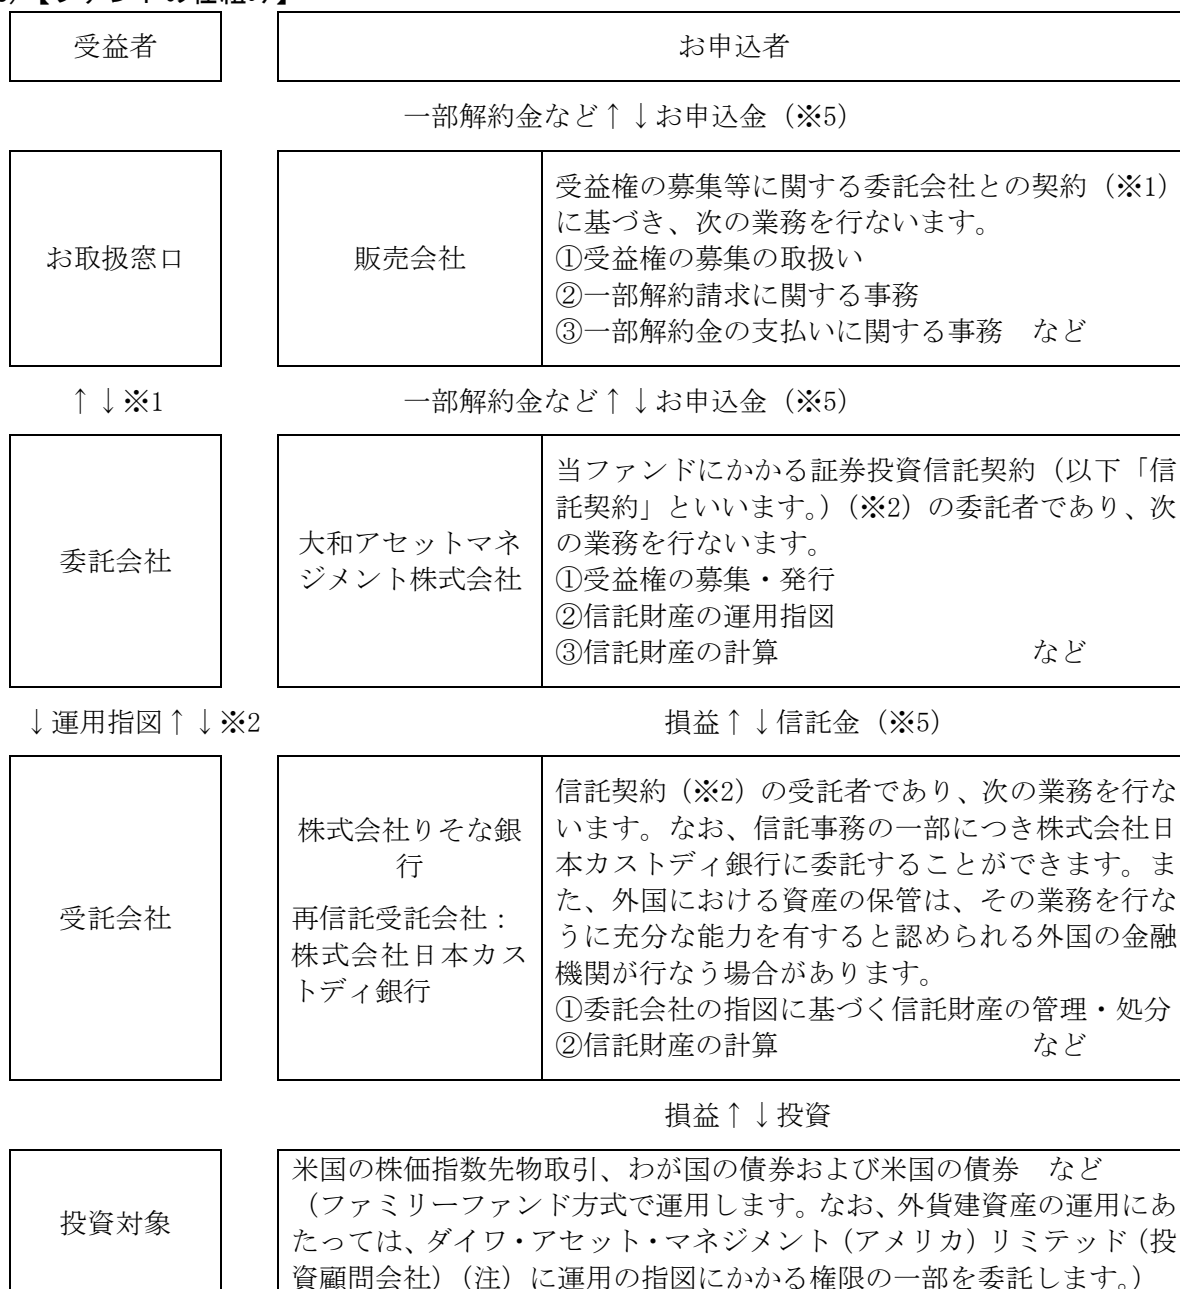 受益者
お申込者
一部解約金など↑↓お申込金（※5）
お取扱窓口
販売会社
受益権の募集等に関する委託会社との契約（※1）
に基づき、次の業務を行ないます。
①受益権の募集の取扱い
②一部解約請求に関する事務
③一部解約金の支払いに関する事務　など
↑↓※1
一部解約金など↑↓お申込金（※5）
委託会社
大和アセットマネ
ジメント株式会社
当ファンドにかかる証券投資信託契約（以下「信
託契約」といいます。）（※2）の委託者であり、次
の業務を行ないます。
①受益権の募集・発行
②信託財産の運用指図
③信託財産の計算　など
↓運用指図↑↓※2
損益↑↓信託金（※5）
受託会社
株式会社りそな銀
行
再信託受託会社：
株式会社日本カス
トディ銀行
信託契約（※2）の受託者であり、次の業務を行な
います。なお、信託事務の一部につき株式会社日
本カストディ銀行に委託することができます。ま
た、外国における資産の保管は、その業務を行な
うに充分な能力を有すると認められる外国の金融
機関が行なう場合があります。
①委託会社の指図に基づく信託財産の管理・処分
②信託財産の計算　など
損益↑↓投資
投資対象
米国の株価指数先物取引、わが国の債券および米国の債券　など
（ファミリーファンド方式で運用します。なお、外貨建資産の運用にあ
たっては、ダイワ・アセット・マネジメント（アメリカ）リミテッド（投
資顧問会社）（注）に運用の指図にかかる権限の一部を委託します。）